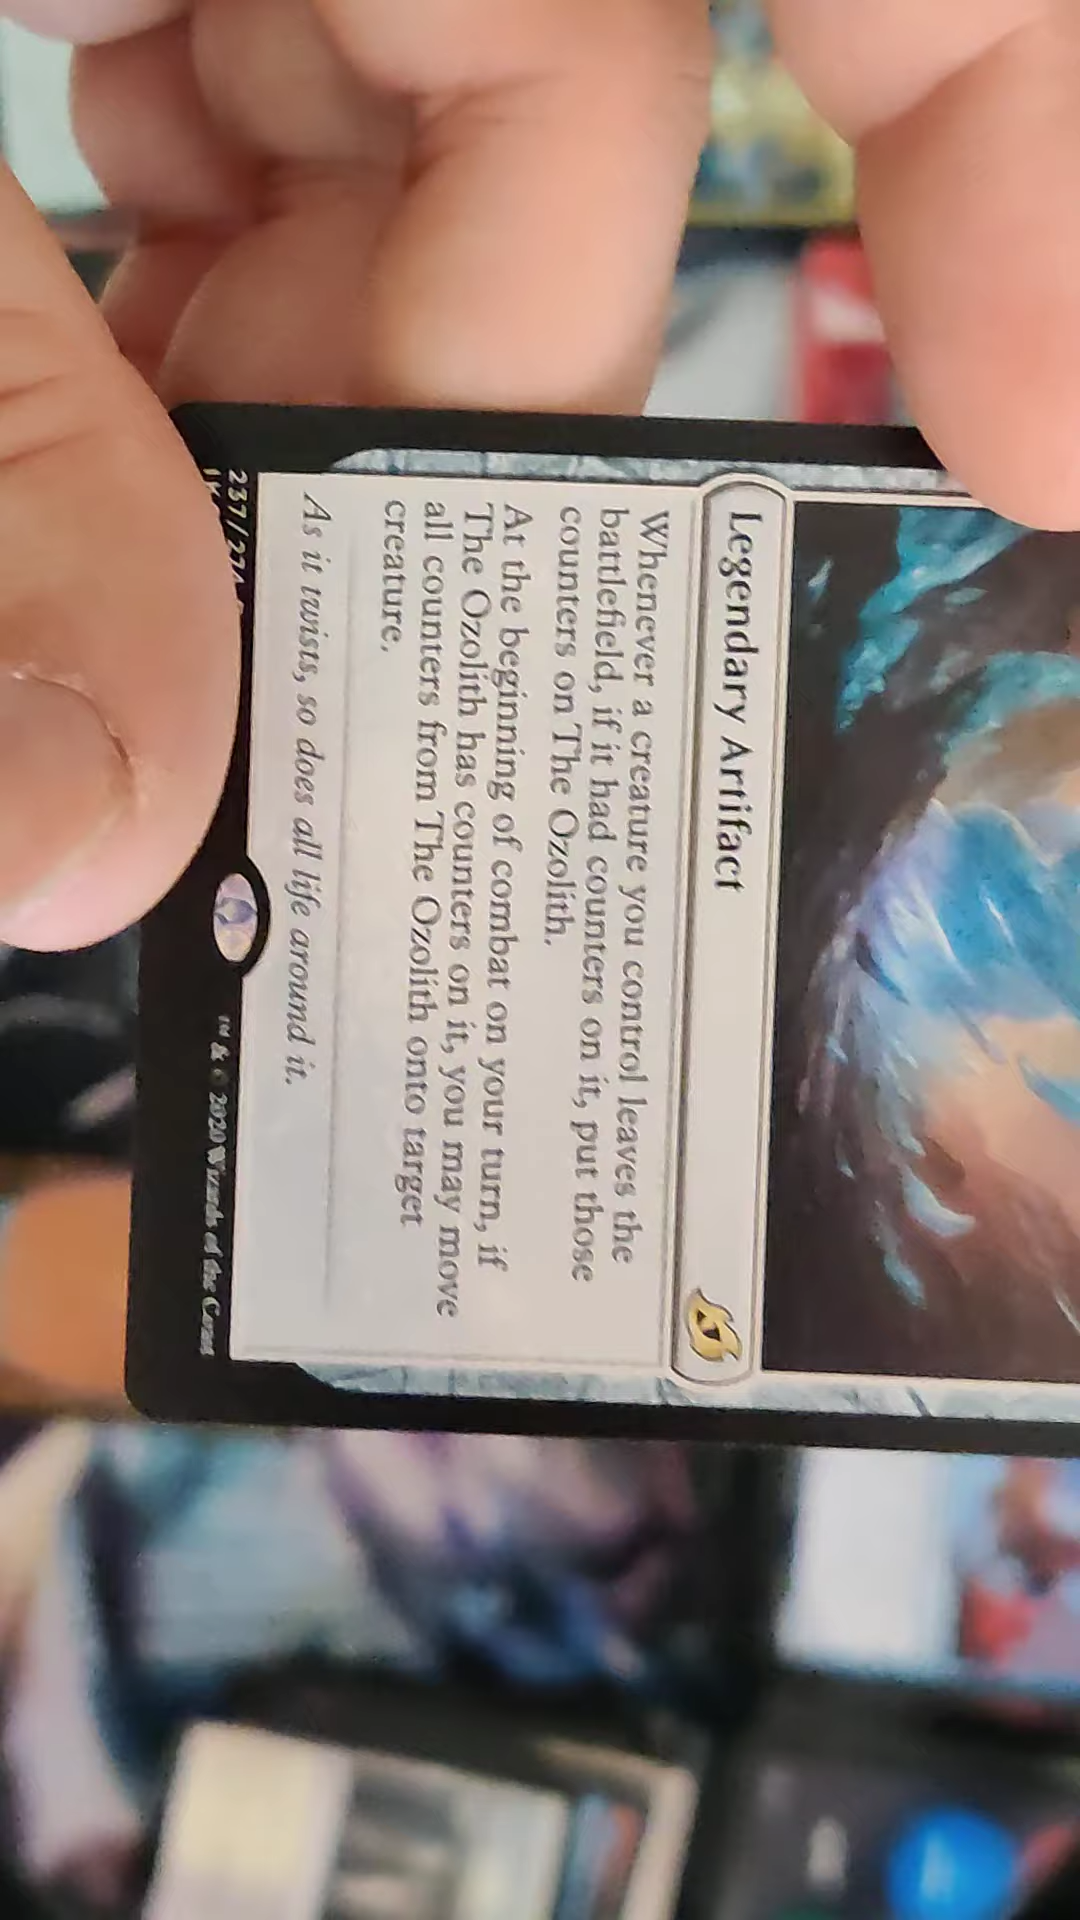 Legendary Artifact
Whenever a creature you control leaves the
battlefield, if it had counters on it, put those
counters on The Ozolith.
At the beginning of combat on your turn, if
The Ozolith has counters on it, you may move
all counters from The Ozolith onto target
creature.
As it twists, so does all life around it.
237/274
™ & © 2020 Wizards of the Coast